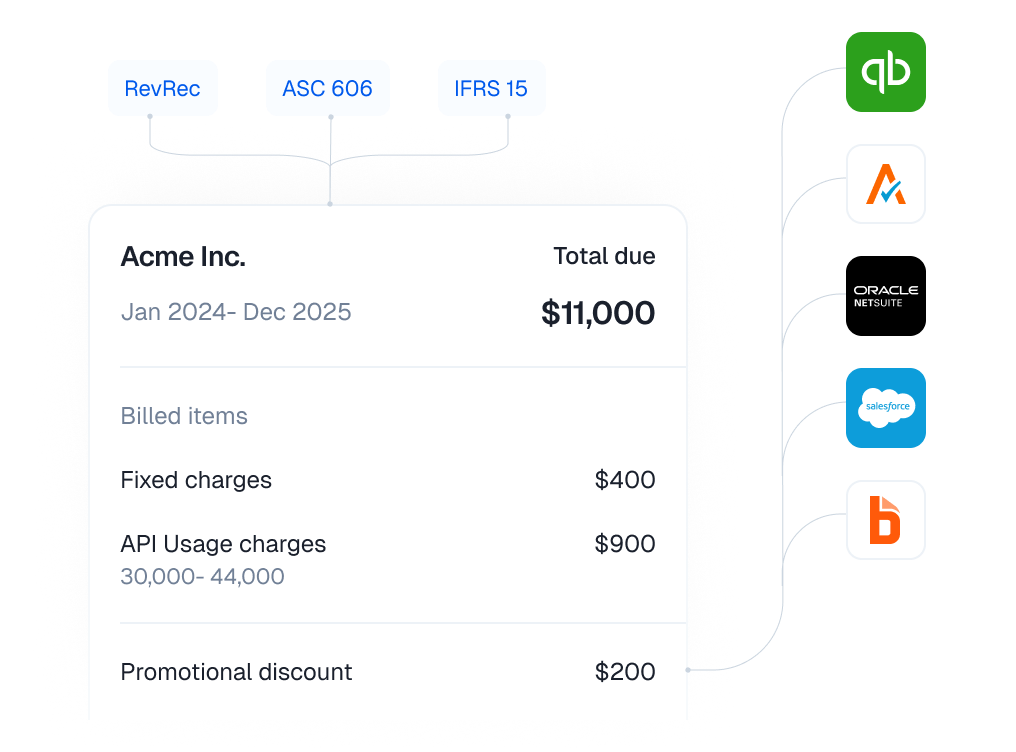 RevRec
ASC 606
IFRS 15
qb
Acme Inc.
Total due
Jan 2024- Dec 2025
$11,000
Billed items
Fixed charges
$400
API Usage charges
$900
30,000- 44,000
Promotional discount
$200
ORACLE
NETSUITE
salesforce
b